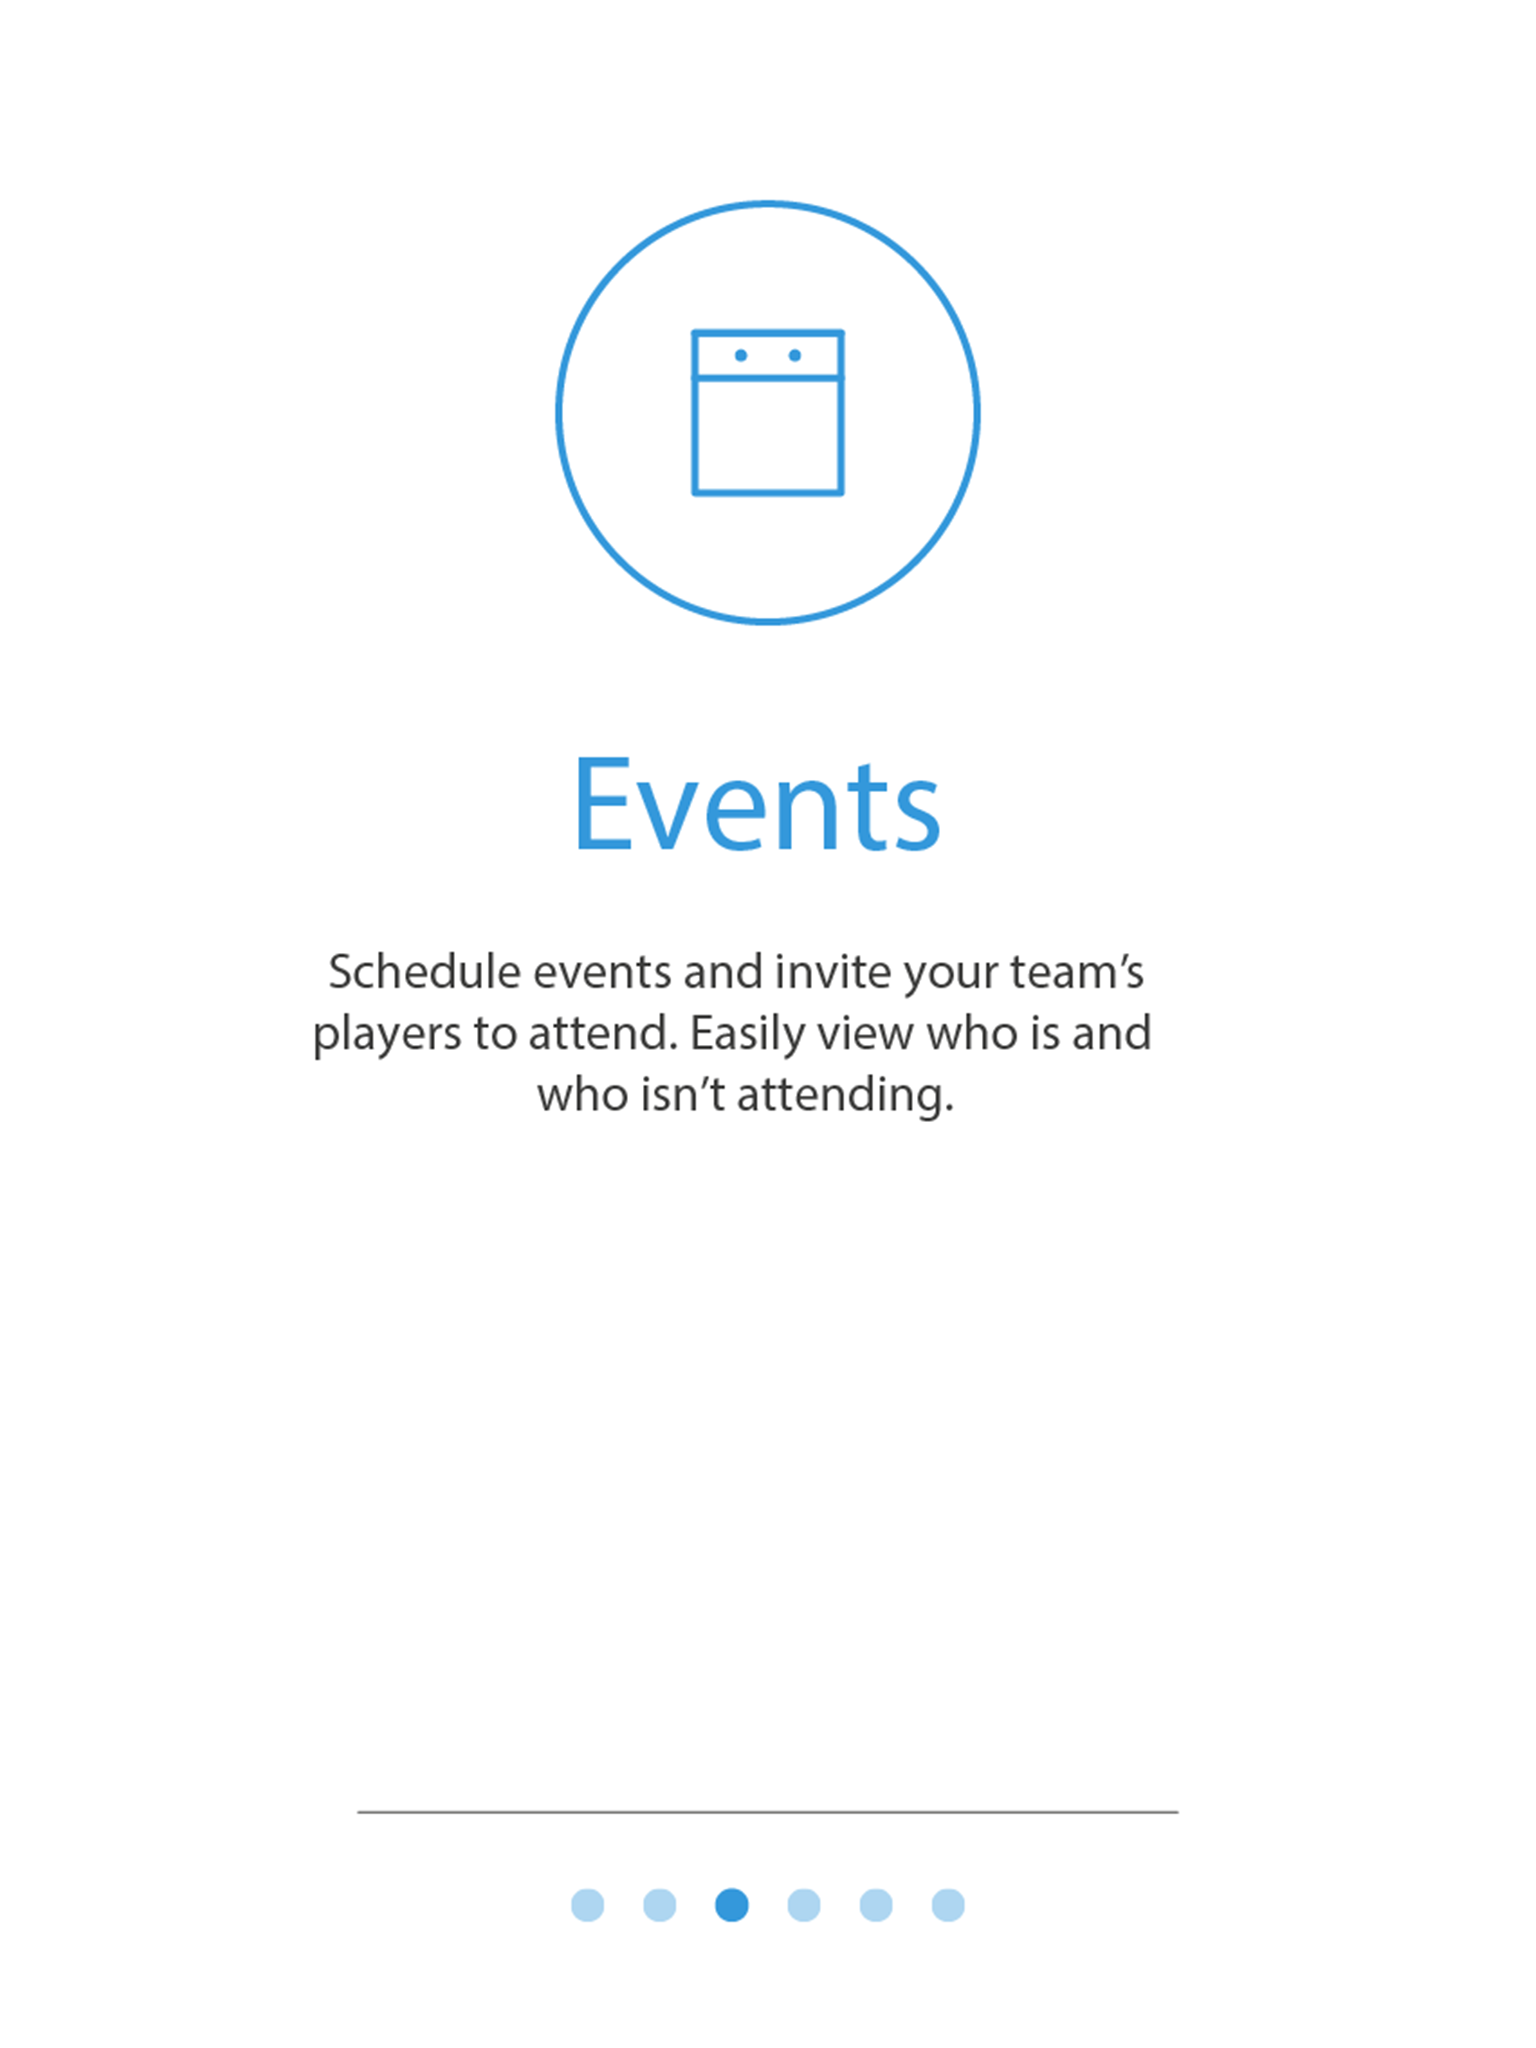 Events
Schedule events and invite your team’s
players to attend. Easily view who is and
who isn’t attending.